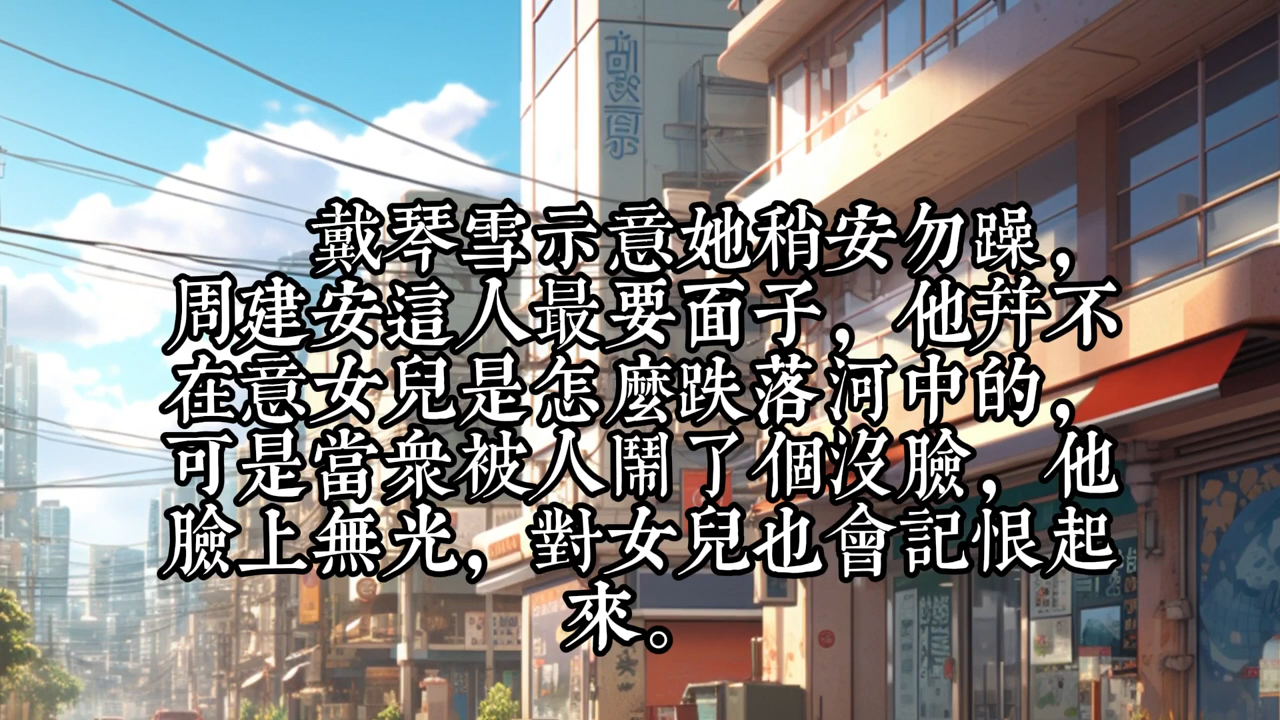 戴琴雪示意她稍安勿躁，
周建安這人最要面子，他幷不
在意女兒是怎麼跌落河中的，
可是當衆被人鬧了個沒臉，他
臉上無光，對女兒也會記恨起
來。